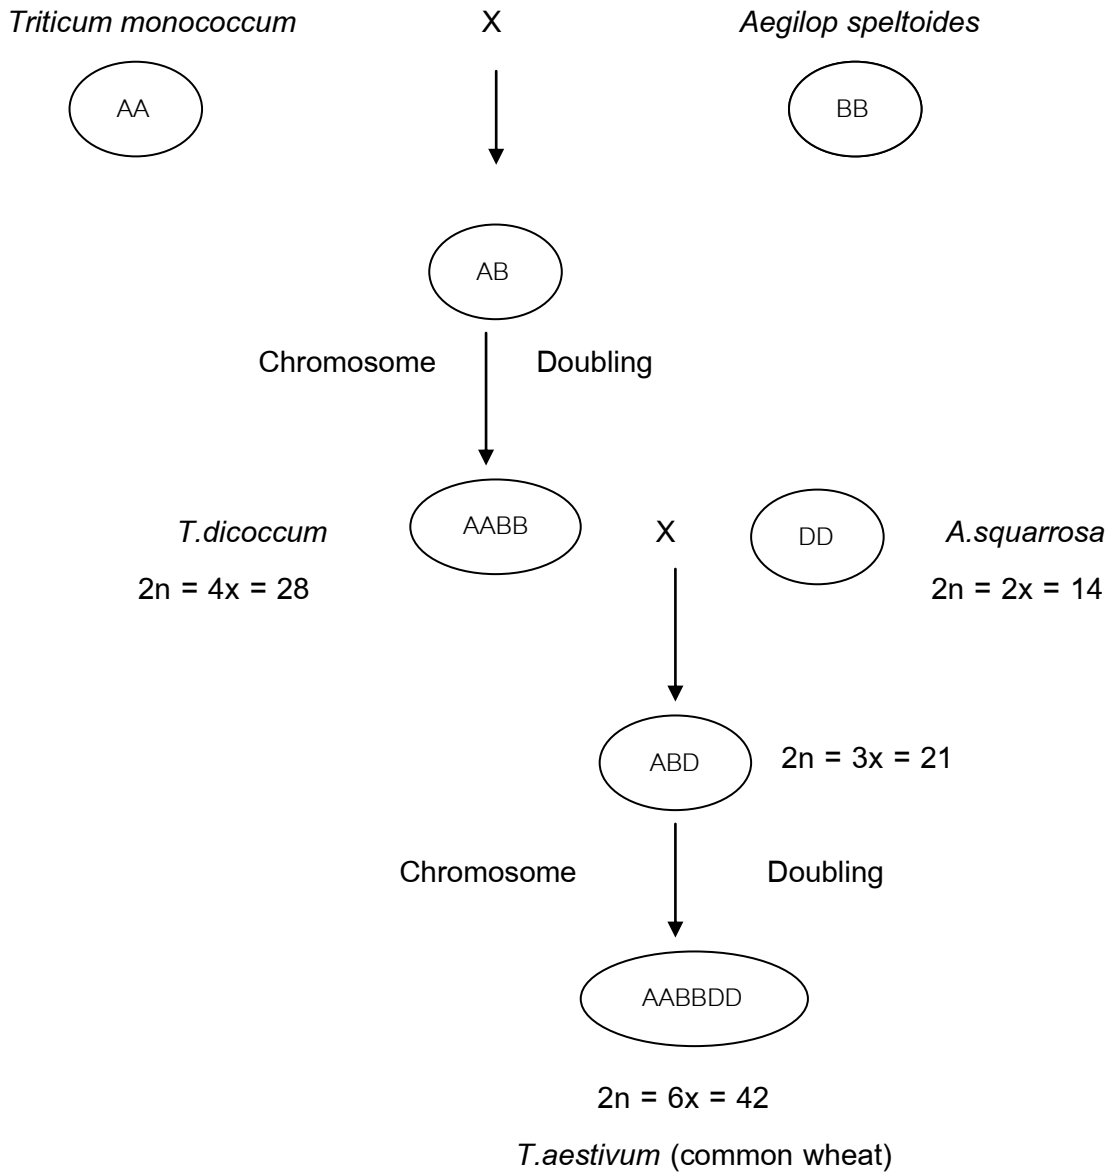 Triticum monococcum X Aegilop speltoides
AA BB
AB
Chromosome Doubling
T.dicoccum AABB X DD A.squarrosa
2n = 4x = 28 2n = 2x = 14
ABD 2n = 3x = 21
Chromosome Doubling
AABBDD
2n = 6x = 42
T.aestivum (common wheat)